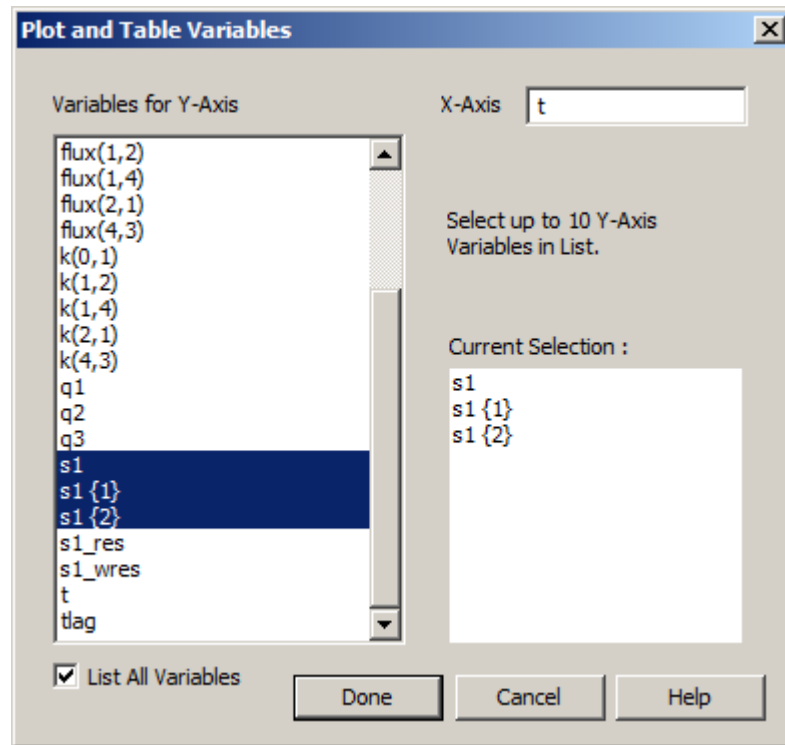 Plot and Table Variables
Variables for Y-Axis
X-Axis
t
flux(1,2)
flux(1,4)
flux(2,1)
flux(4,3)
k(0,1)
k(1,2)
k(1,4)
k(2,1)
k(4,3)
q1
q2
q3
s1
s1 {1}
s1 {2}
s1_res
s1_wres
t
tlag
Select up to 10 Y-Axis
Variables in List.
Current Selection :
s1
s1 {1}
s1 {2}
List All Variables
Done
Cancel
Help